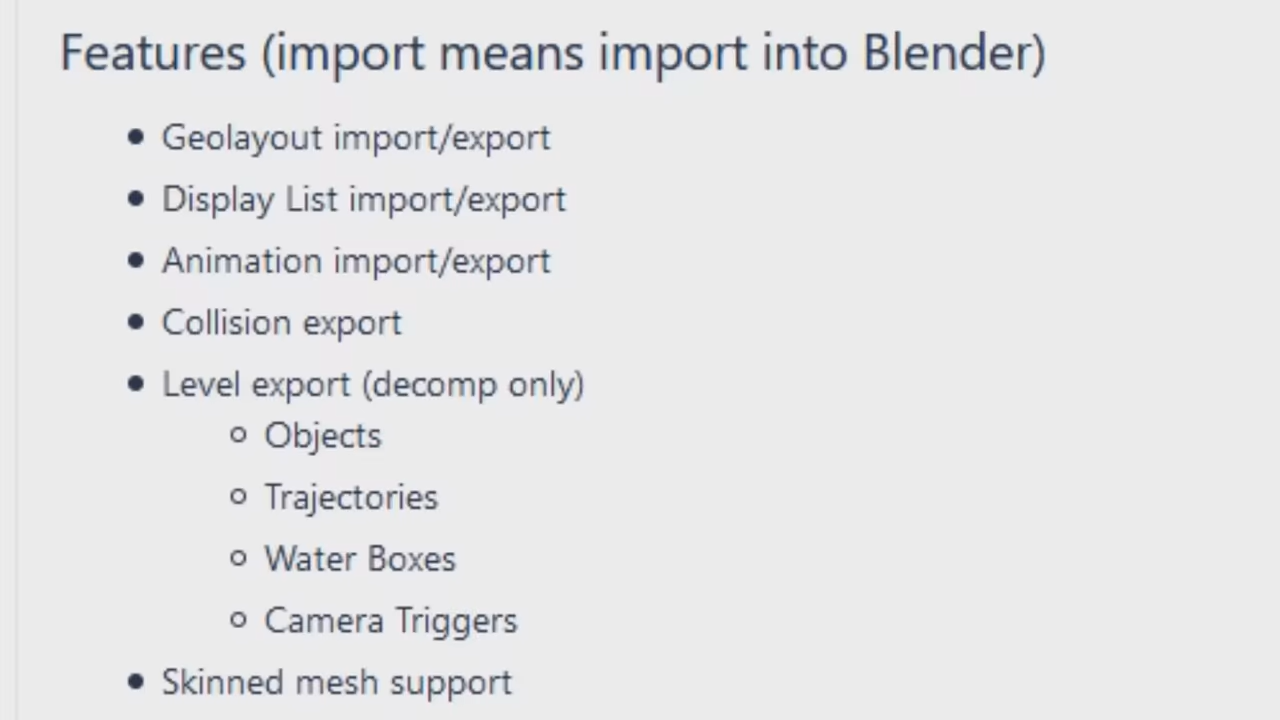 Features (import means import into Blender)
Geolayout import/export
Display List import/export
Animation import/export
Collision export
Level export (decomp only)
Objects
Trajectories
Water Boxes
Camera Triggers
Skinned mesh support